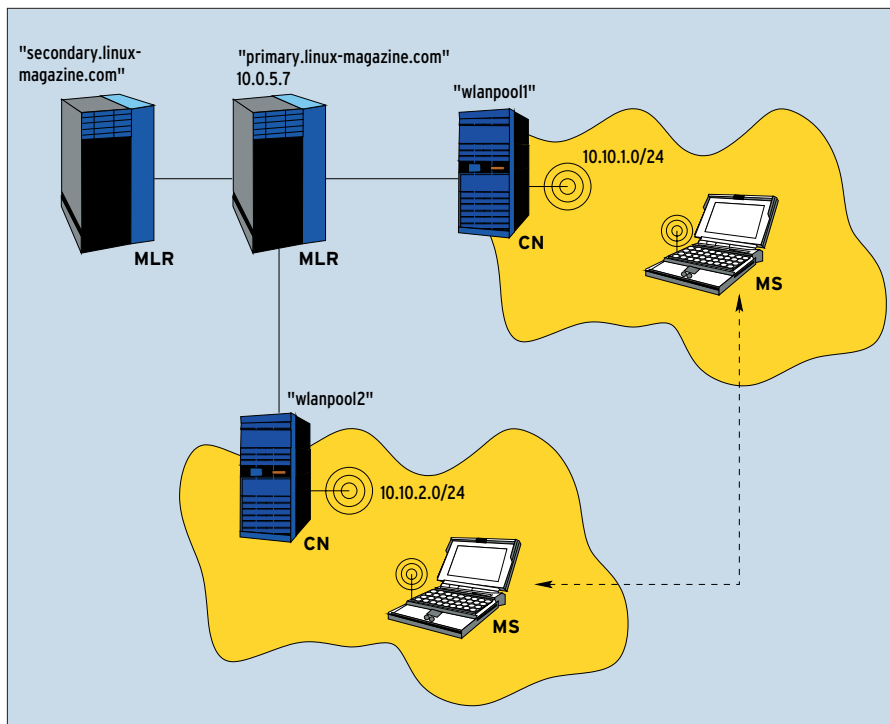 "secondary.linux-
magazine.com"
"primary.linux-magazine.com"
10.0.5.7
"wlanpool1"
10.10.1.0/24
MLR
MLR
CN
MS
"wlanpool2"
10.10.2.0/24
CN
MS